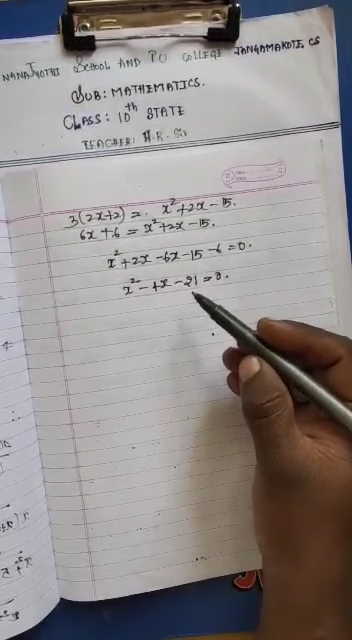 NANAJYOTHI SCHOOL AND PU COLLEGE JANGAMAKOTE, CS
SUB: MATHEMATICS.
CLASS: 10th STATE
TEACHER: H.R. Sir
3(2x+2) = x²+2x-15.
6x+6 = x²+2x-15.
x²+2x-6x-15-6=0.
x²-4x-21=0.